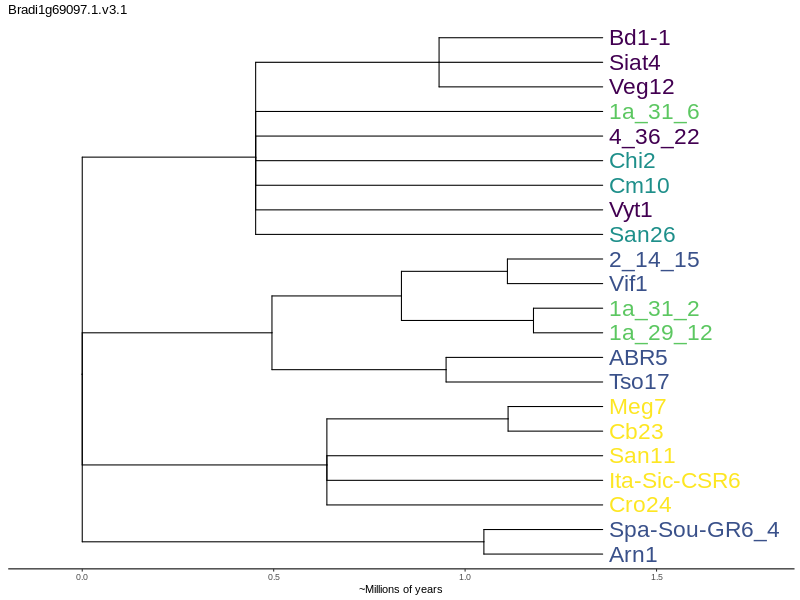 Bradi1g69097.1.v3.1
Bd1-1
Siat4
Veg12
1a_31_6
4_36_22
Chi2
Cm10
Vyt1
San26
2_14_15
Vif1
1a_31_2
1a_29_12
ABR5
Tso17
Meg7
Cb23
San11
Ita-Sic-CSR6
Cro24
Spa-Sou-GR6_4
Arn1
0.0 0.5 1.0 1.5
~Millions of years